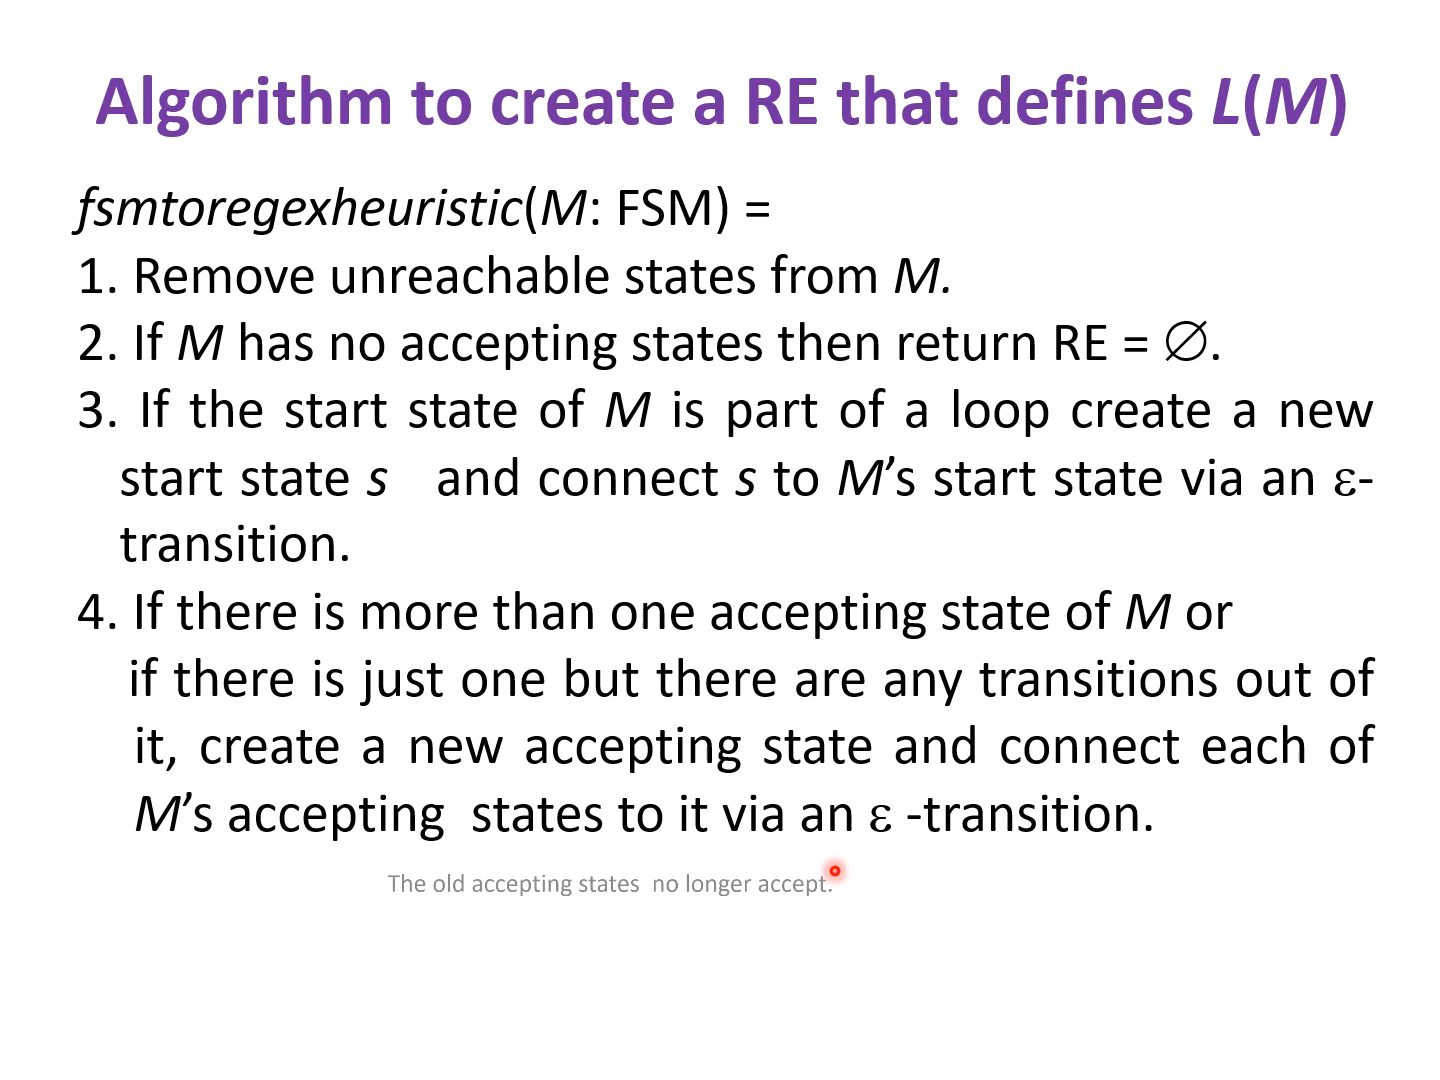 Algorithm to create a RE that defines L(M)
fsmtoregexheuristic(M: FSM) =
1. Remove unreachable states from M.
2. If M has no accepting states then return RE = ∅.
3. If the start state of M is part of a loop create a new
start state s and connect s to M’s start state via an ε-
transition.
4. If there is more than one accepting state of M or
if there is just one but there are any transitions out of
it, create a new accepting state and connect each of
M’s accepting states to it via an ε -transition.
The old accepting states no longer accept.